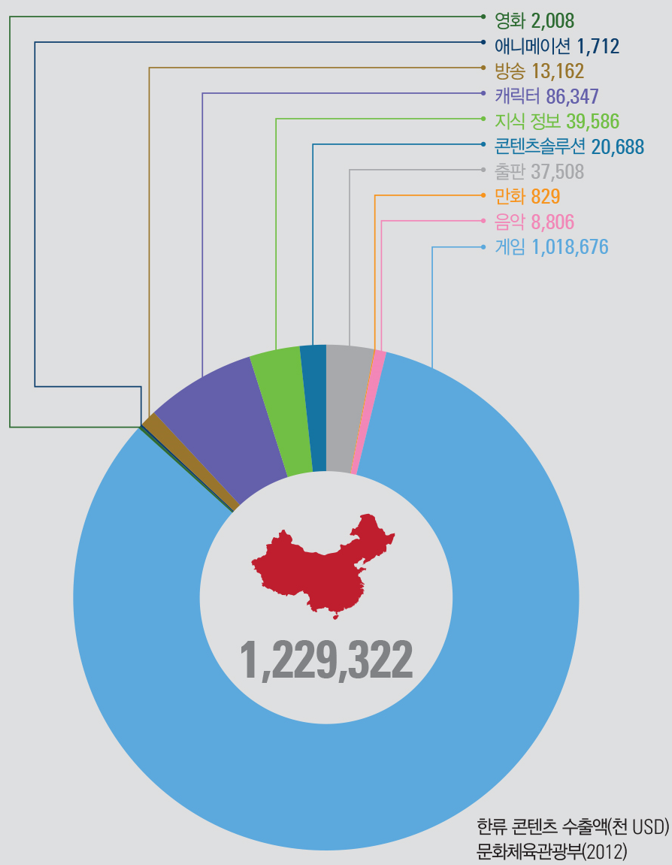 영화 2,008
애니메이션 1,712
방송 13,162
캐릭터 86,347
지식 정보 39,586
콘텐츠솔루션 20,688
출판 37,508
만화 829
음악 8,806
게임 1,018,676
1,229,322
한류 콘텐츠 수출액(천 USD)
문화체육관광부(2012)